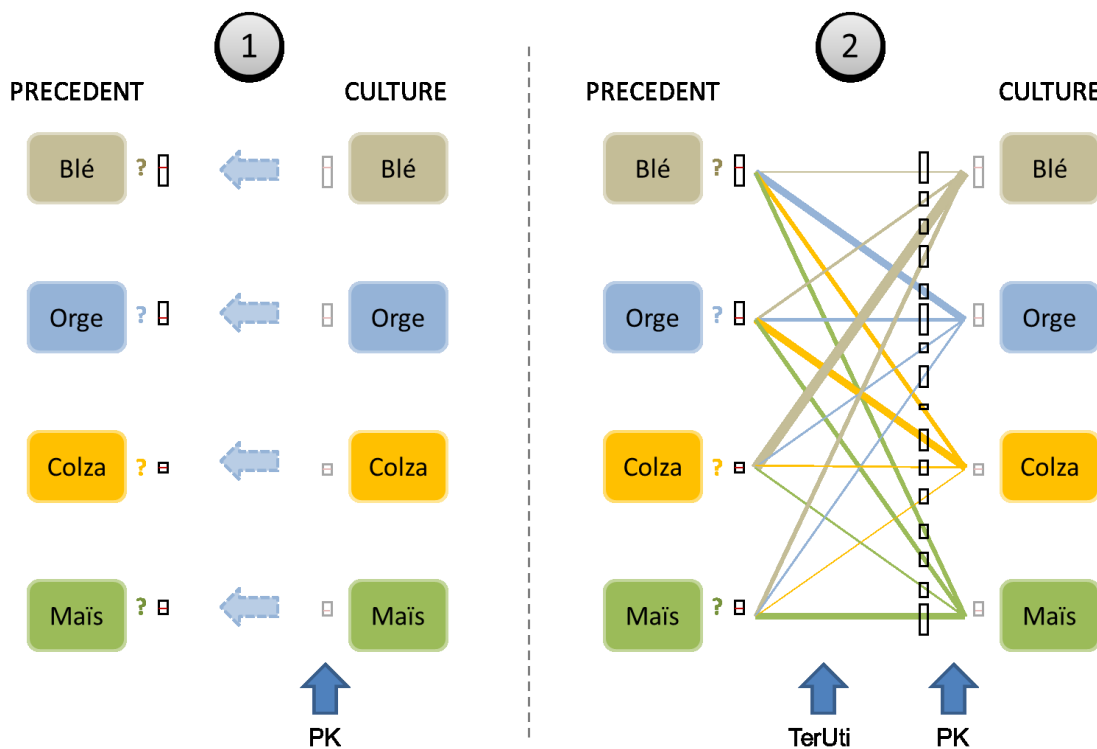 1
PRECEDENT CULTURE
Blé ? Blé
Orge ? Orge
Colza ? Colza
Maïs ? Maïs
PK
2
PRECEDENT CULTURE
Blé ? Blé
Orge ? Orge
Colza ? Colza
Maïs ? Maïs
TerUti PK